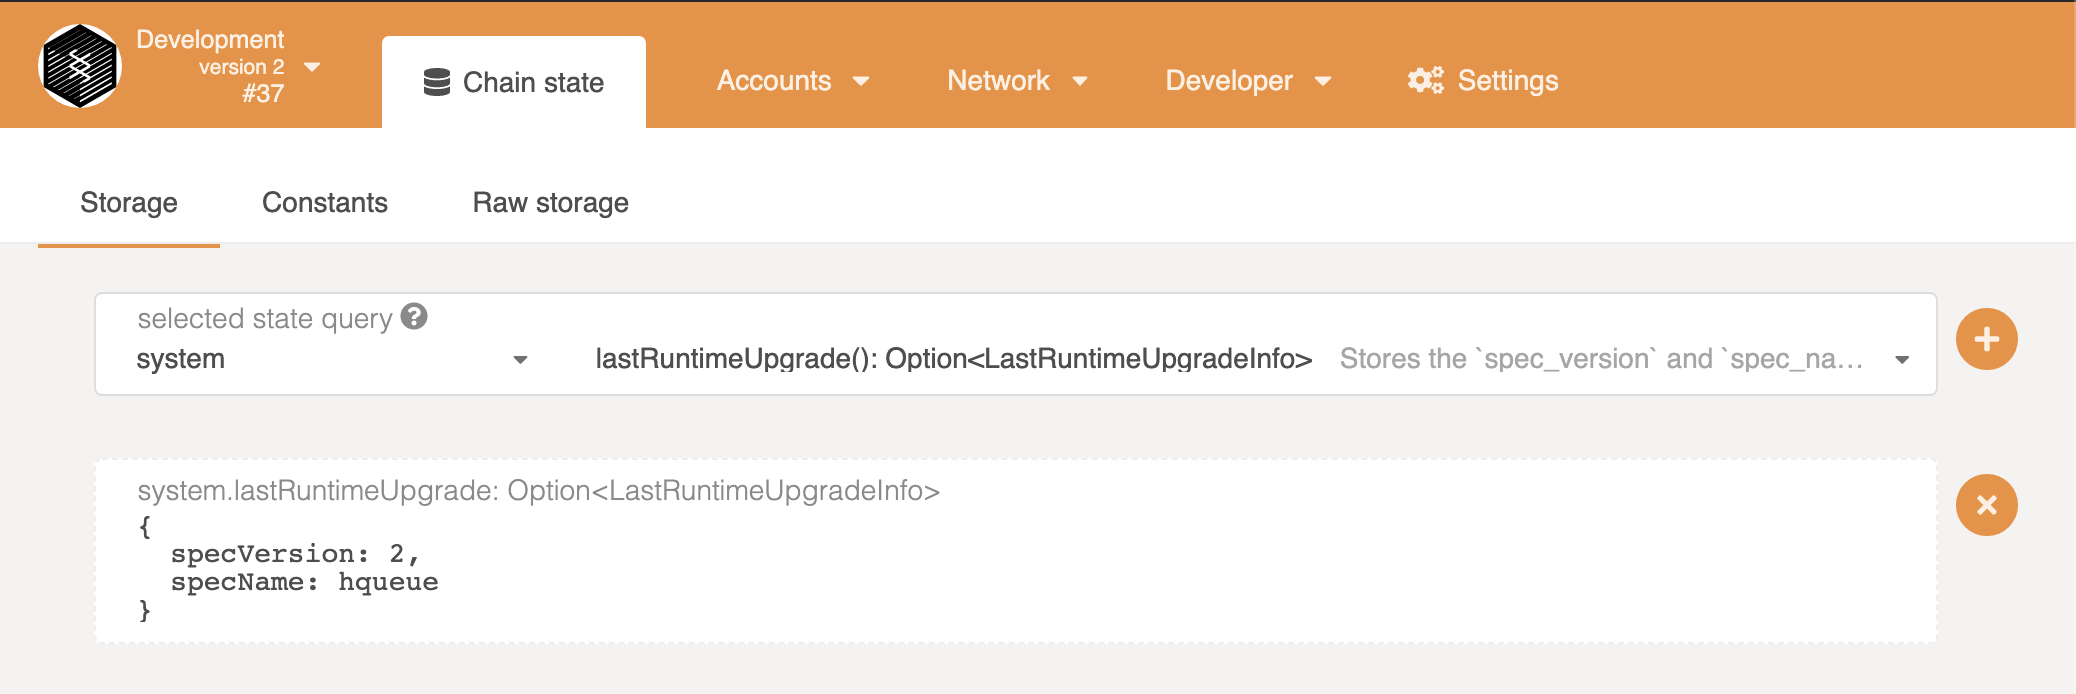 Development
version 2
#37
Chain state
Accounts
Network
Developer
Settings
Storage
Constants
Raw storage
selected state query
system
lastRuntimeUpgrade(): Option<LastRuntimeUpgradeInfo> Stores the `spec_version` and `spec_na...
system.lastRuntimeUpgrade: Option<LastRuntimeUpgradeInfo>
{
  specVersion: 2,
  specName: hqueue
}